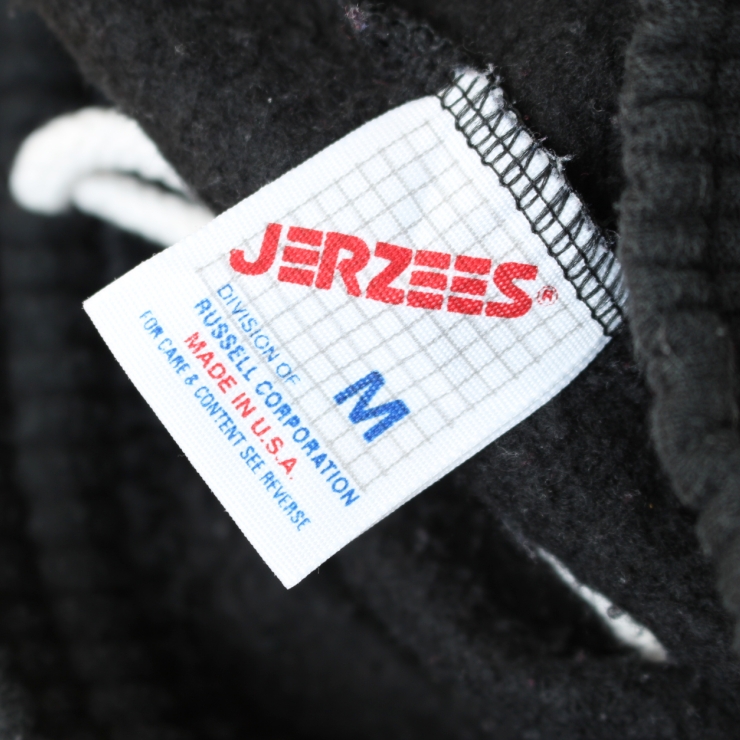 JERZEES®
DIVISION OF
RUSSELL CORPORATION
MADE IN U.S.A.
FOR CARE & CONTENT SEE REVERSE
M